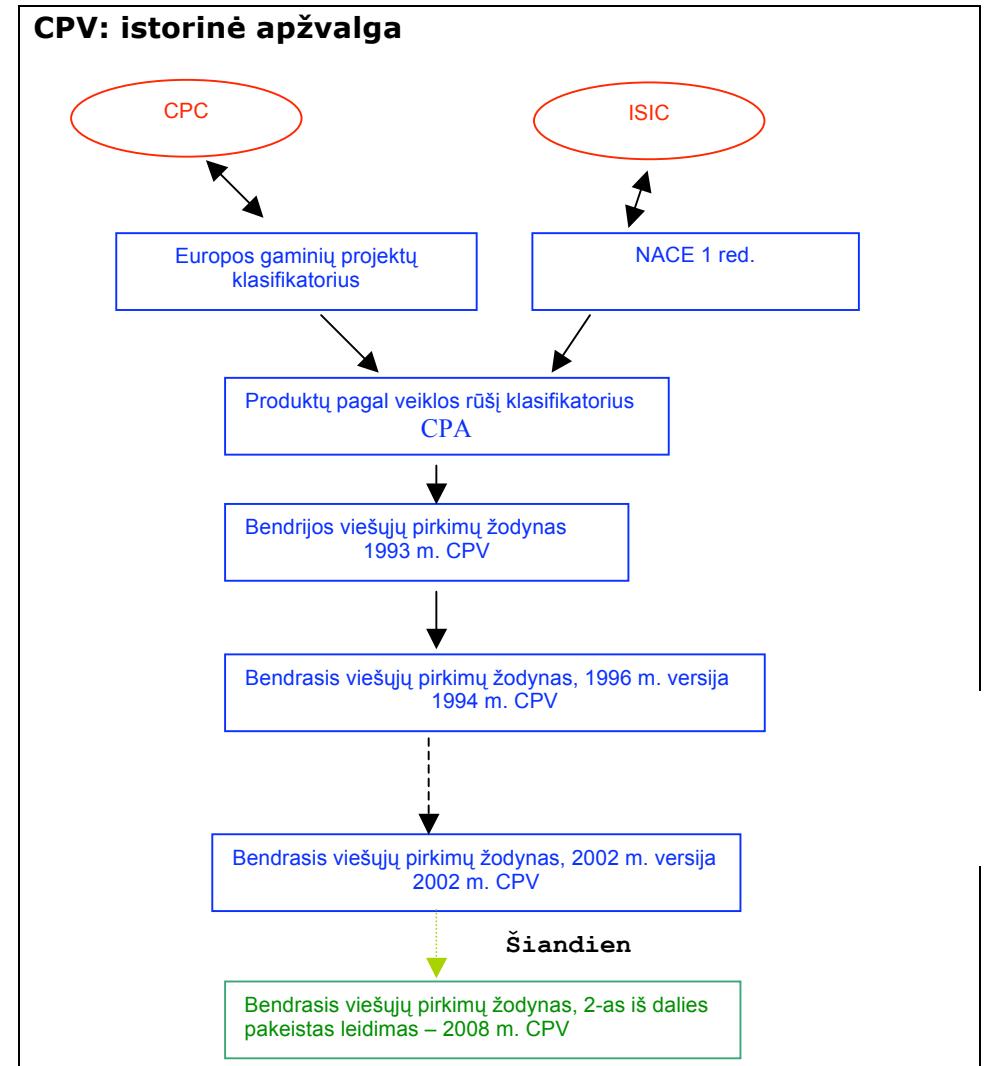 CPV: istorinė apžvalga
CPC
ISIC
Europos gaminių projektų
klasifikatorius
NACE 1 red.
Produktų pagal veiklos rūšį klasifikatorius
CPA
Bendrijos viešųjų pirkimų žodynas
1993 m. CPV
Bendrasis viešųjų pirkimų žodynas, 1996 m. versija
1994 m. CPV
Bendrasis viešųjų pirkimų žodynas, 2002 m. versija
2002 m. CPV
Šiandien
Bendrasis viešųjų pirkimų žodynas, 2-as iš dalies
pakeistas leidimas – 2008 m. CPV